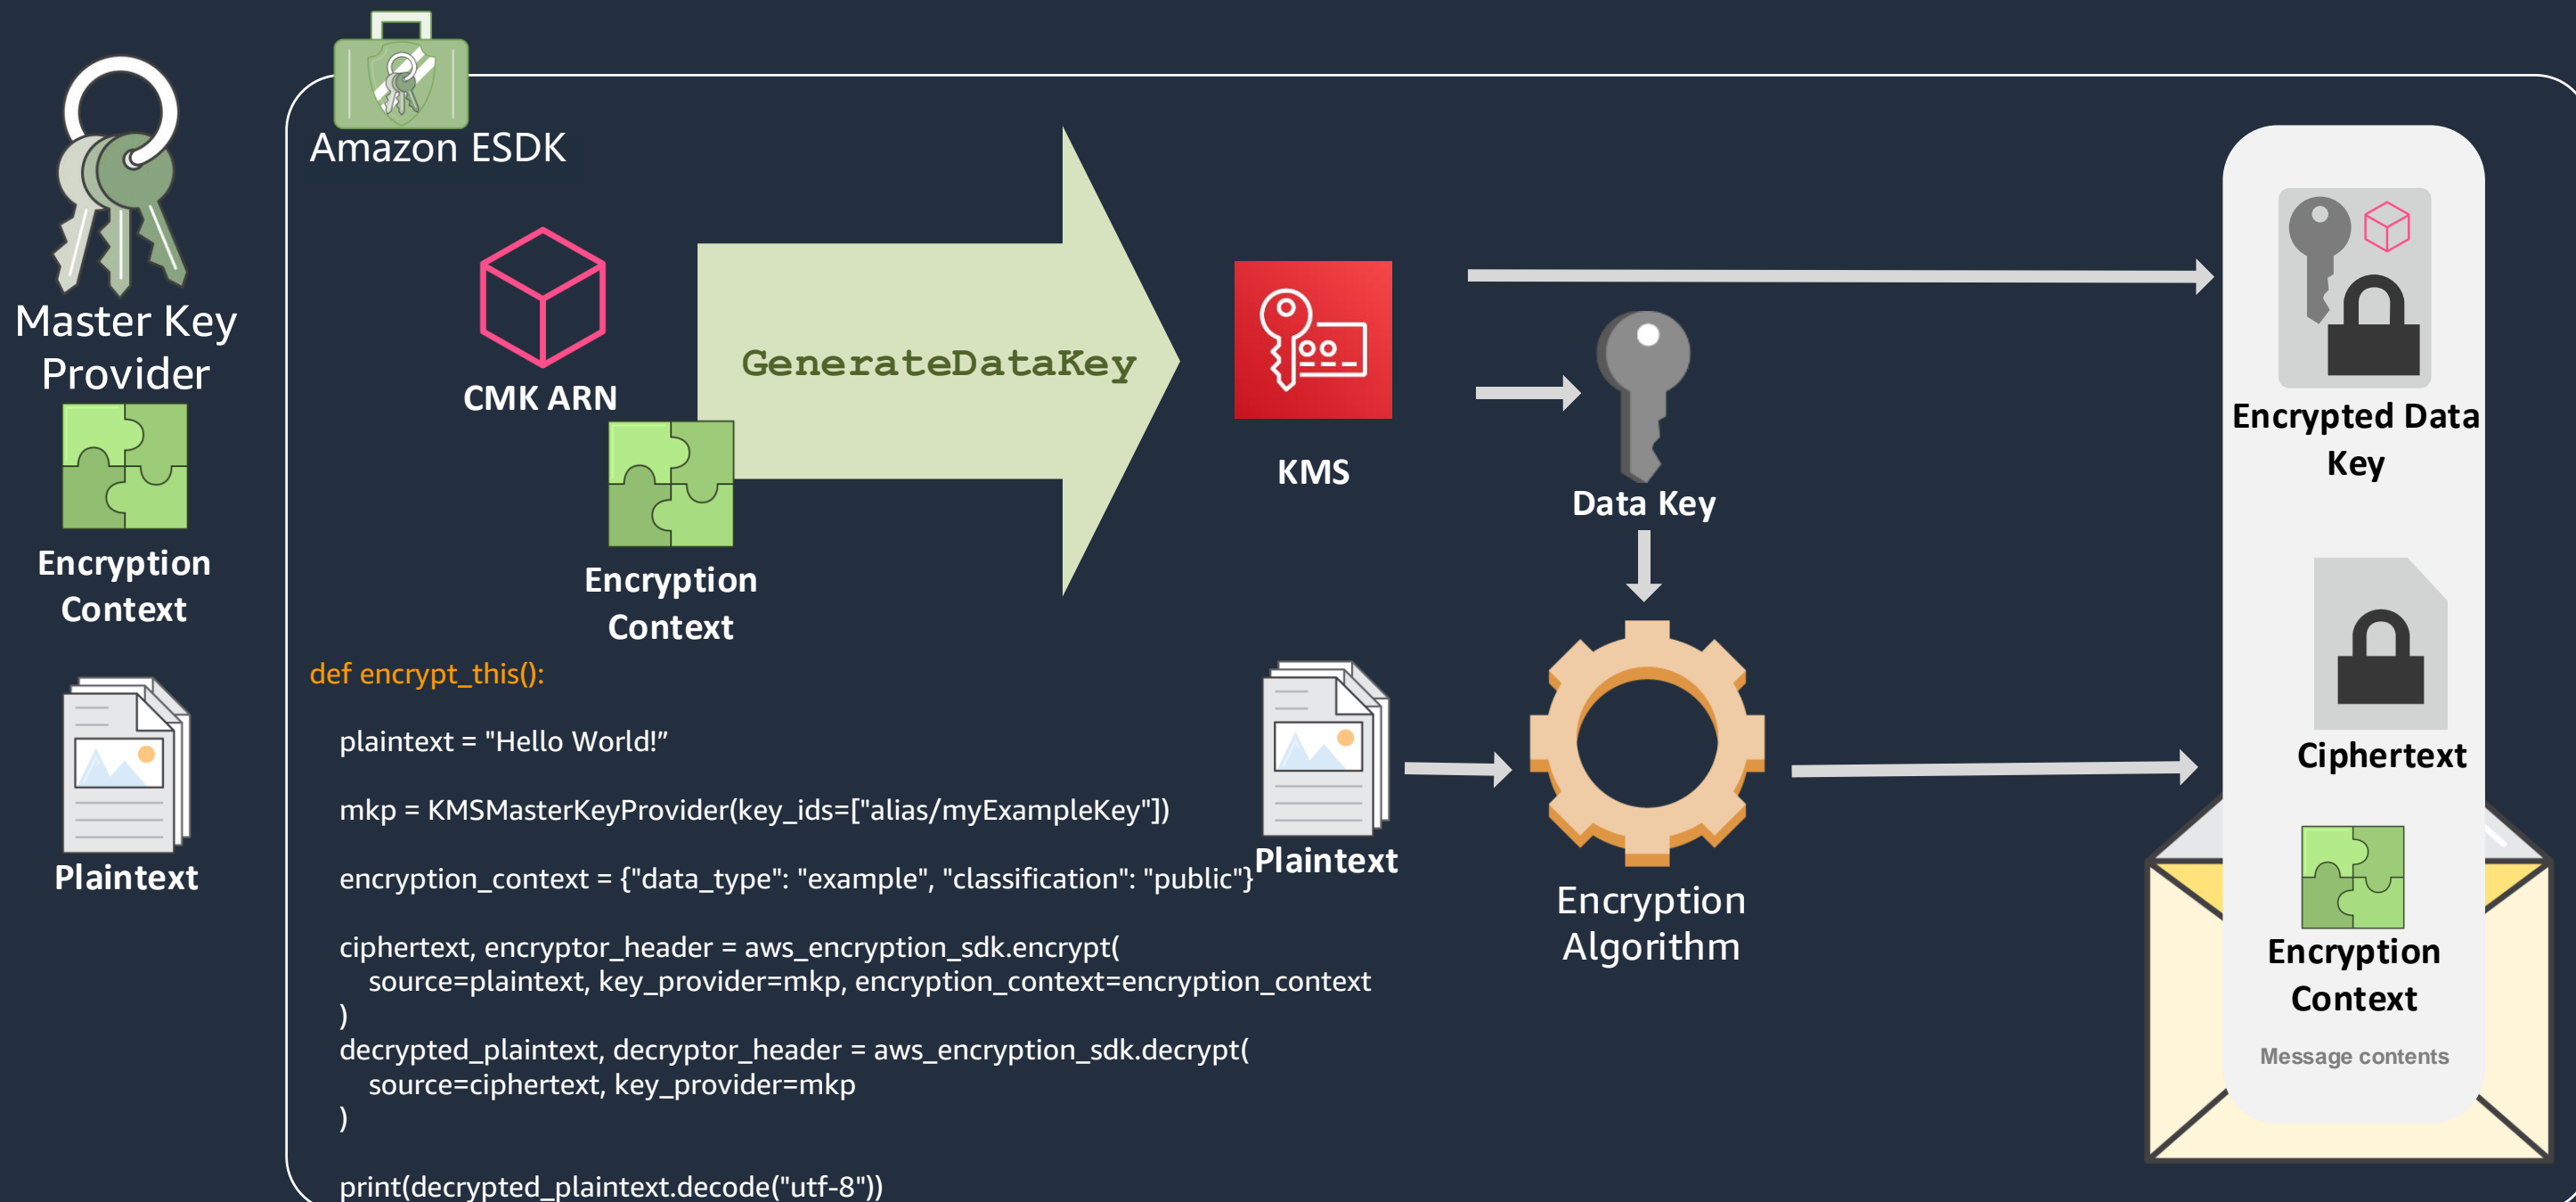 Master Key
Provider
Encryption
Context
Plaintext
Amazon ESDK
CMK ARN
Encryption
Context
GenerateDataKey
KMS
Data Key
def encrypt_this():
plaintext = "Hello World!”
mkp = KMSMasterKeyProvider(key_ids=["alias/myExampleKey"])
encryption_context = {"data_type": "example", "classification": "public"}
ciphertext, encryptor_header = aws_encryption_sdk.encrypt(
source=plaintext, key_provider=mkp, encryption_context=encryption_context
)
decrypted_plaintext, decryptor_header = aws_encryption_sdk.decrypt(
source=ciphertext, key_provider=mkp
)
print(decrypted_plaintext.decode("utf-8"))
Plaintext
Encryption
Algorithm
Encrypted Data
Key
Ciphertext
Encryption
Context
Message contents